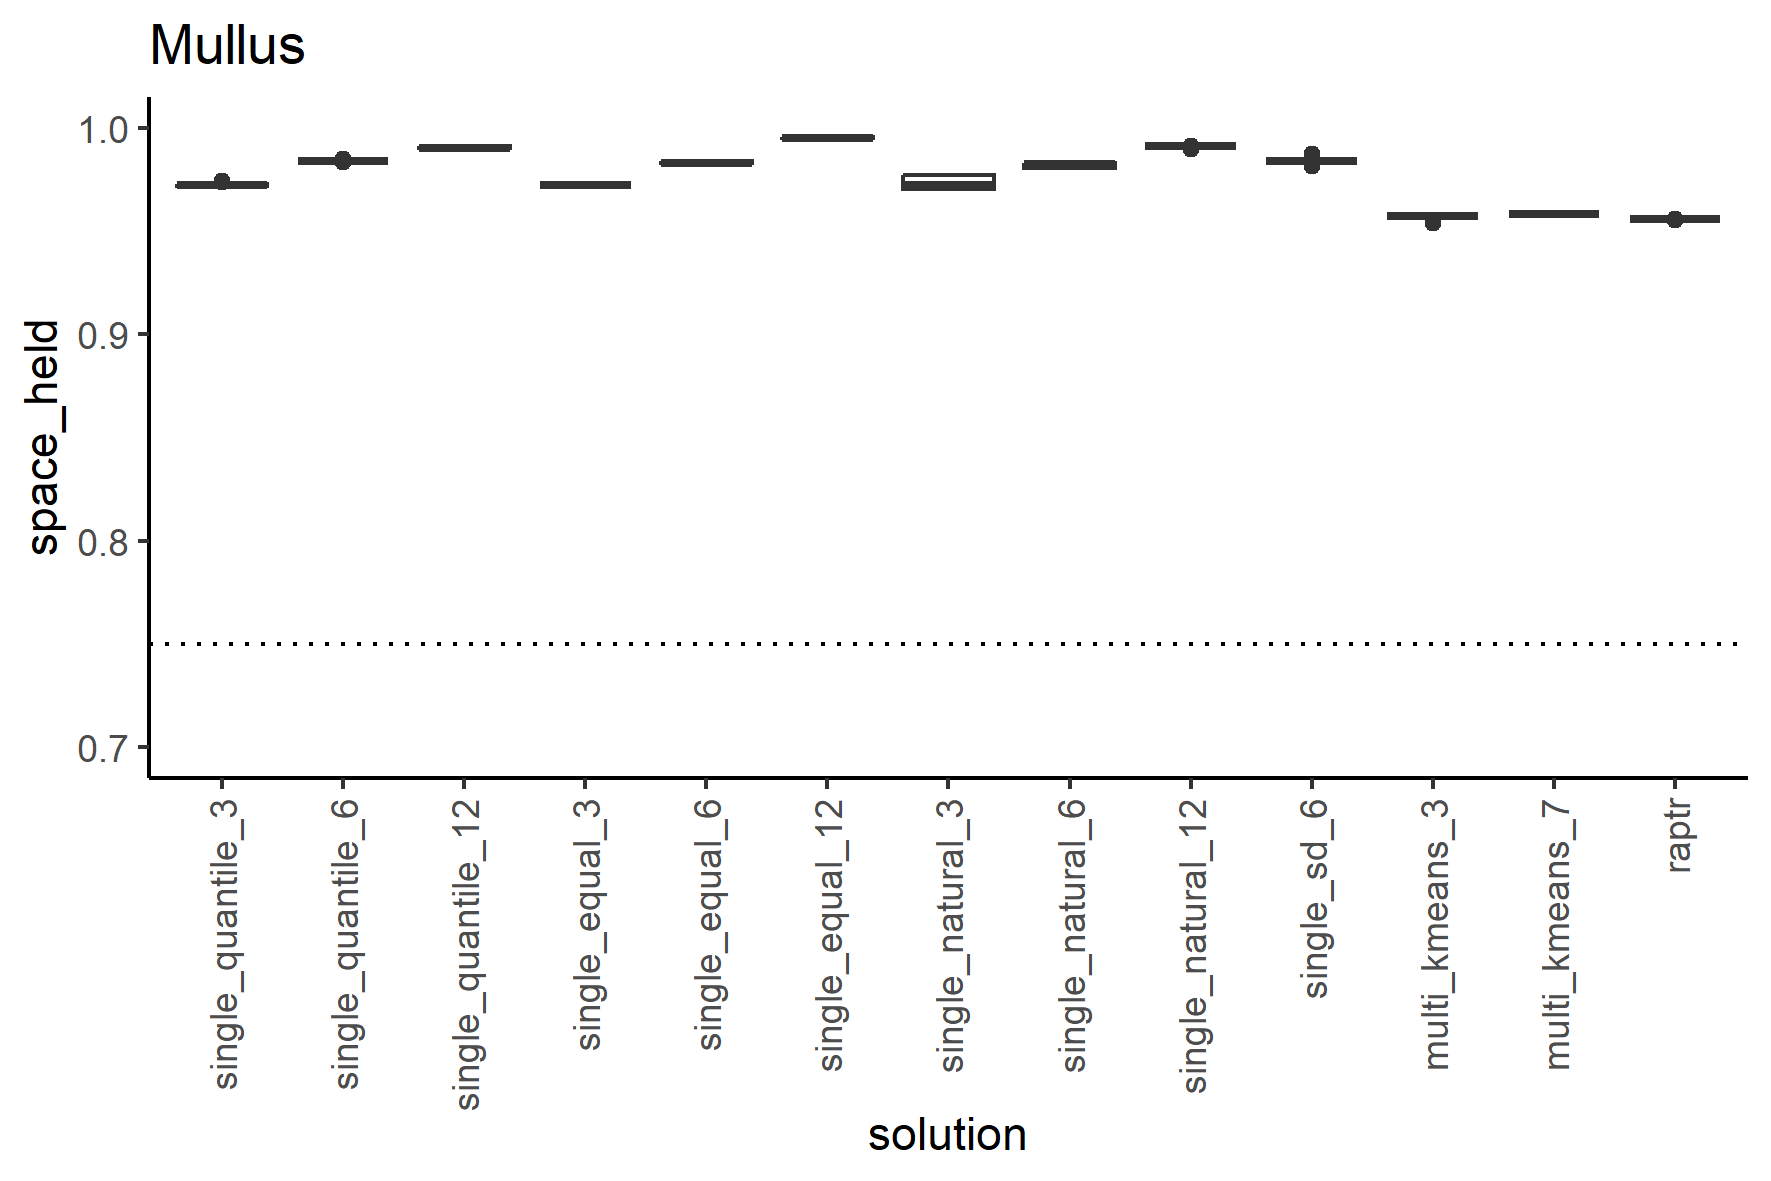 Mullus
space_held
1.0
0.9
0.8
0.7
single_quantile_3
single_quantile_6
single_quantile_12
single_equal_3
single_equal_6
single_equal_12
single_natural_3
single_natural_6
single_natural_12
single_sd_6
multi_kmeans_3
multi_kmeans_7
raptr
solution